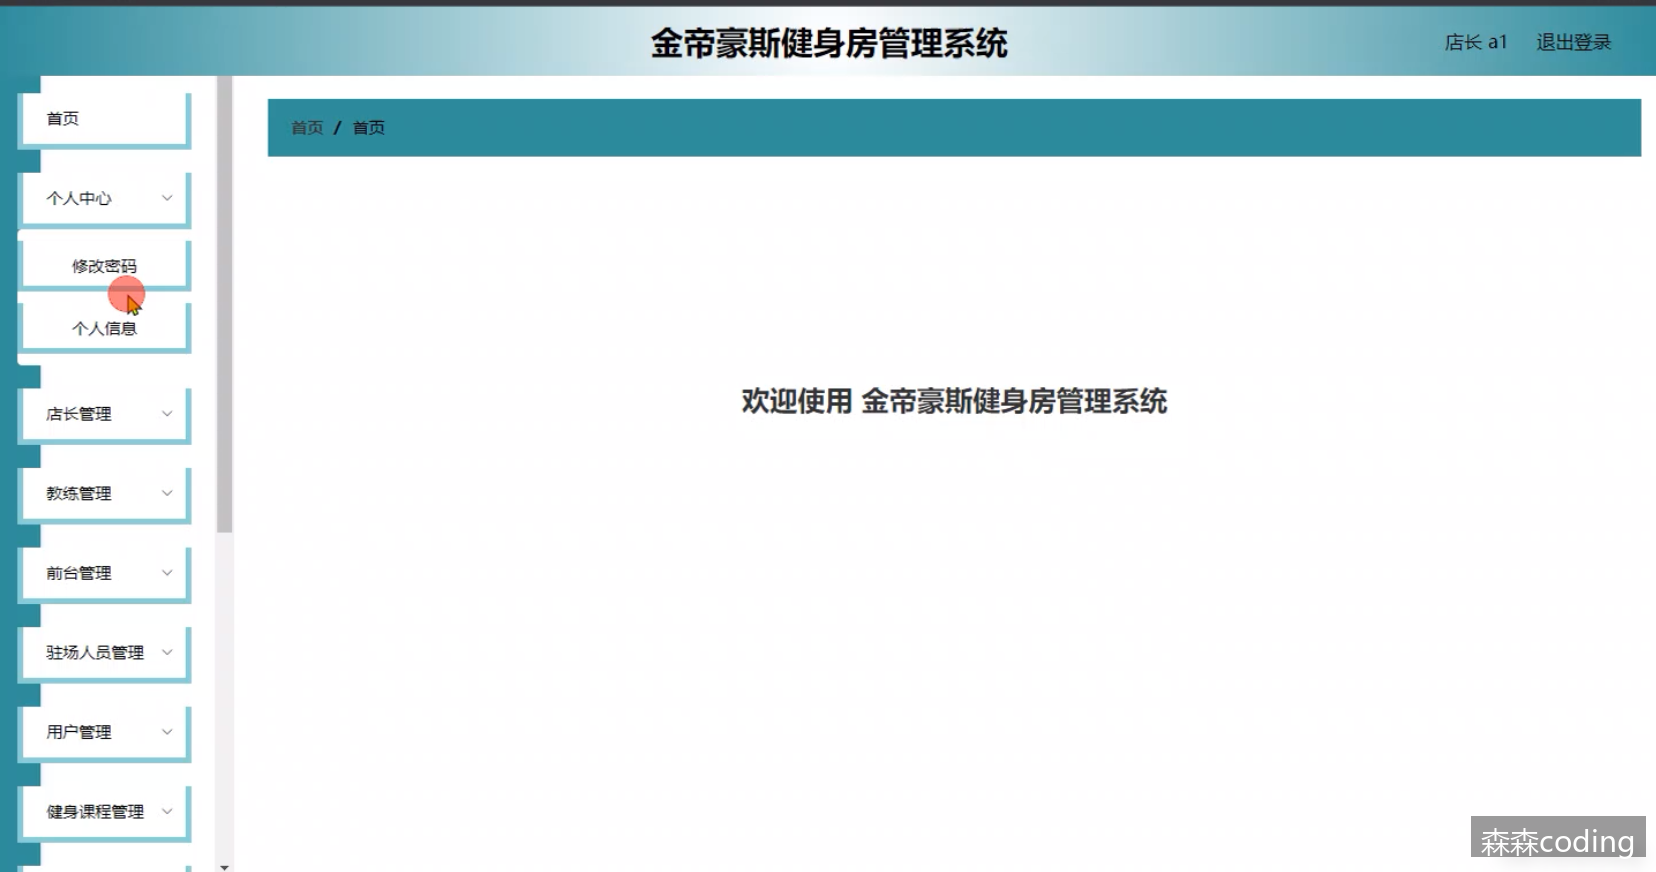 金帝豪斯健身房管理系统
店长 a1 退出登录
首页
首页 / 首页
个人中心
修改密码
个人信息
店长管理
欢迎使用 金帝豪斯健身房管理系统
教练管理
前台管理
驻场人员管理
用户管理
健身课程管理
森森coding